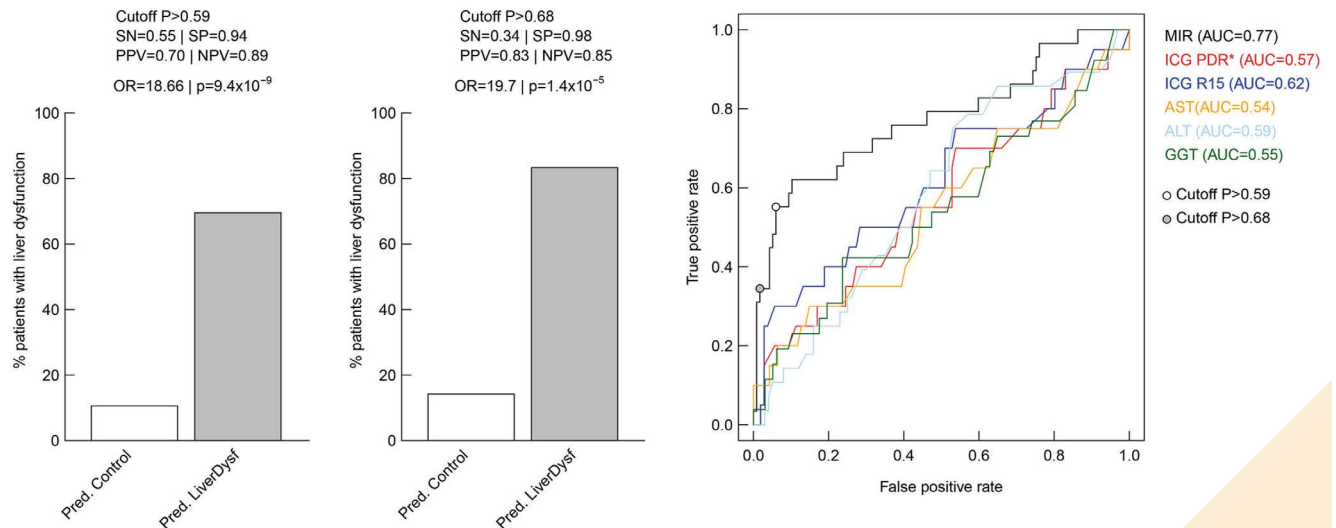 Cutoff P>0.59
SN=0.55 | SP=0.94
PPV=0.70 | NPV=0.89
OR=18.66 | p=9.4x10⁻⁹
% patients with liver dysfunction
100
80
60
40
20
0
Pred. Control
Pred. LiverDysf
Cutoff P>0.68
SN=0.34 | SP=0.98
PPV=0.83 | NPV=0.85
OR=19.7 | p=1.4x10⁻⁵
% patients with liver dysfunction
100
80
60
40
20
0
Pred. Control
Pred. LiverDysf
True positive rate
1.0
0.8
0.6
0.4
0.2
0.0
0.0
0.2
0.4
0.6
0.8
1.0
False positive rate
MIR (AUC=0.77)
ICG PDR* (AUC=0.57)
ICG R15 (AUC=0.62)
AST(AUC=0.54)
ALT (AUC=0.59)
GGT (AUC=0.55)
Cutoff P>0.59
Cutoff P>0.68